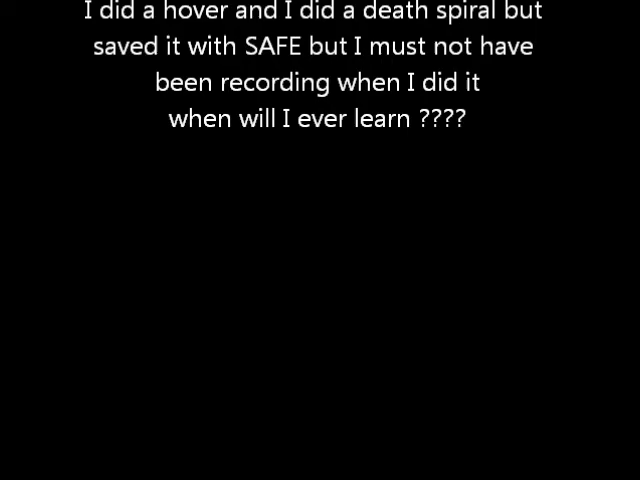 I did a hover and I did a death spiral but
saved it with SAFE but I must not have
been recording when I did it
when will I ever learn ????